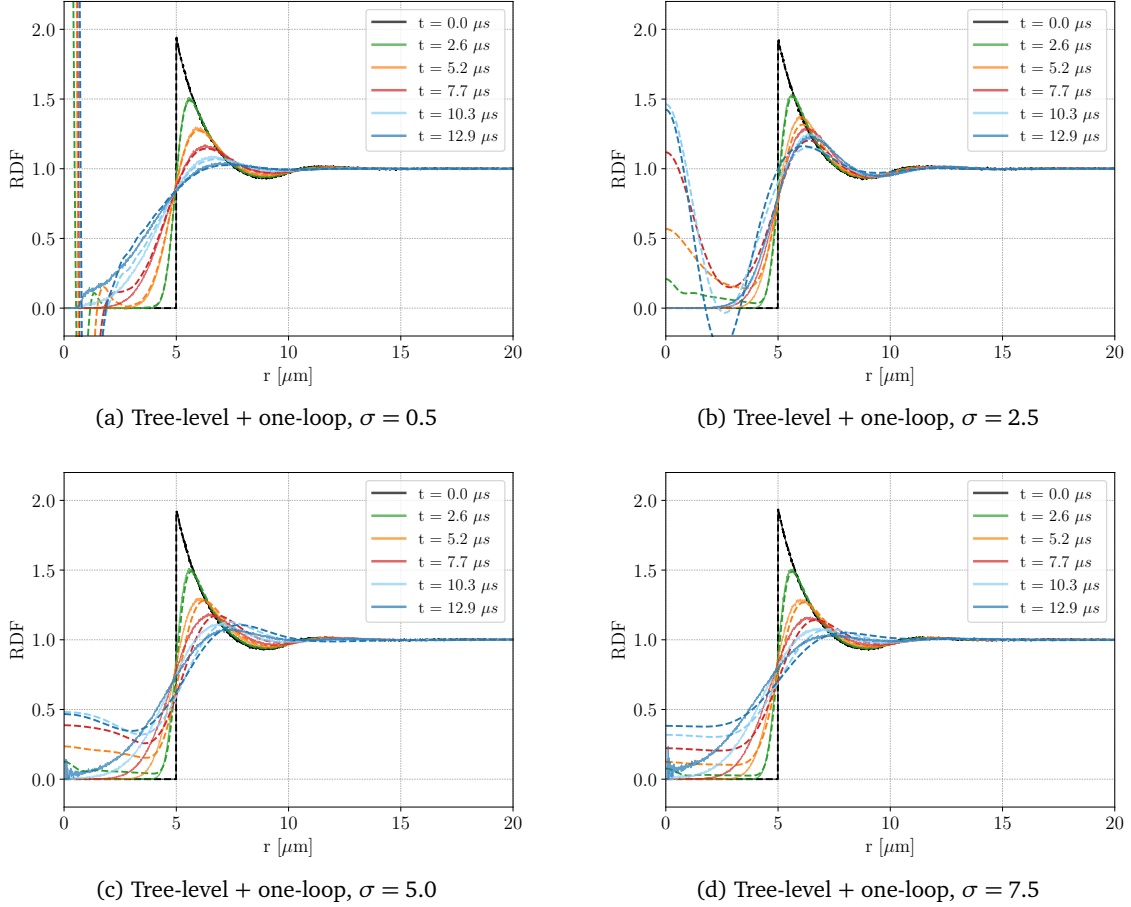 2.0
1.5
1.0
0.5
0.0
RDF
0
5
10
15
20
r [μm]
t = 0.0 μs
t = 2.6 μs
t = 5.2 μs
t = 7.7 μs
t = 10.3 μs
t = 12.9 μs
(a) Tree-level + one-loop, σ = 0.5
2.0
1.5
1.0
0.5
0.0
RDF
0
5
10
15
20
r [μm]
t = 0.0 μs
t = 2.6 μs
t = 5.2 μs
t = 7.7 μs
t = 10.3 μs
t = 12.9 μs
(b) Tree-level + one-loop, σ = 2.5
2.0
1.5
1.0
0.5
0.0
RDF
0
5
10
15
20
r [μm]
t = 0.0 μs
t = 2.6 μs
t = 5.2 μs
t = 7.7 μs
t = 10.3 μs
t = 12.9 μs
(c) Tree-level + one-loop, σ = 5.0
2.0
1.5
1.0
0.5
0.0
RDF
0
5
10
15
20
r [μm]
t = 0.0 μs
t = 2.6 μs
t = 5.2 μs
t = 7.7 μs
t = 10.3 μs
t = 12.9 μs
(d) Tree-level + one-loop, σ = 7.5